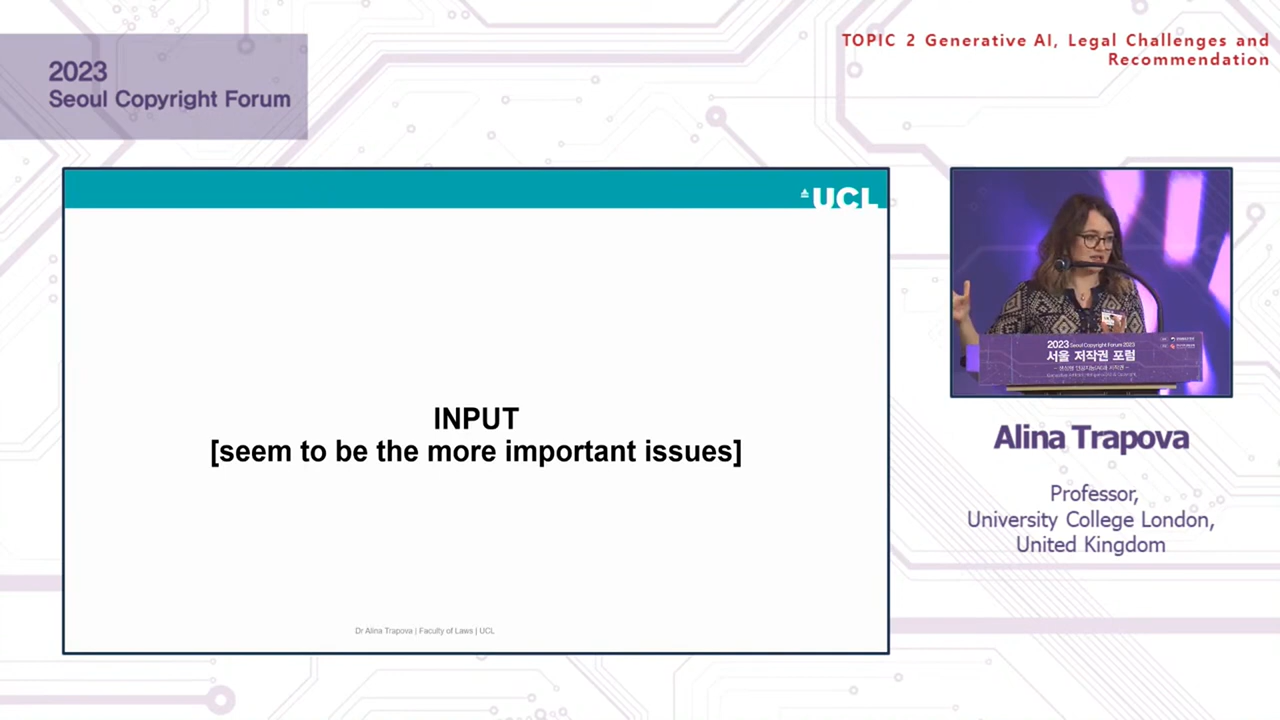 2023
Seoul Copyright Forum
TOPIC 2 Generative AI, Legal Challenges and
Recommendation
UCL
INPUT
[seem to be the more important issues]
Dr Alina Trapova | Faculty of Laws | UCL
2023 Seoul Copyright Forum 2023
서울 저작권 포럼
Alina Trapova
Professor,
University College London,
United Kingdom